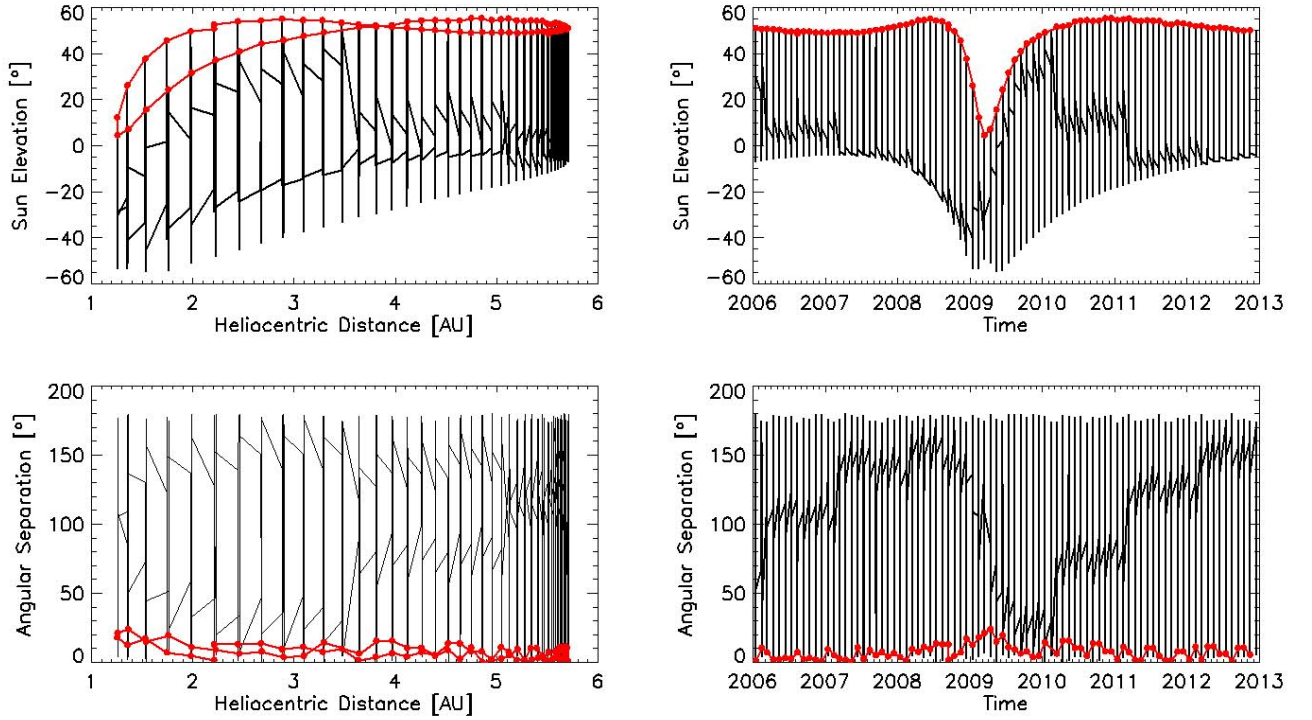 60
40
20
0
−20
−40
−60
Sun Elevation [°]
1 2 3 4 5 6
Heliocentric Distance [AU]
60
40
20
0
−20
−40
−60
Sun Elevation [°]
2006 2007 2008 2009 2010 2011 2012 2013
Time
200
150
100
50
0
Angular Separation [°]
1 2 3 4 5 6
Heliocentric Distance [AU]
200
150
100
50
0
Angular Separation [°]
2006 2007 2008 2009 2010 2011 2012 2013
Time